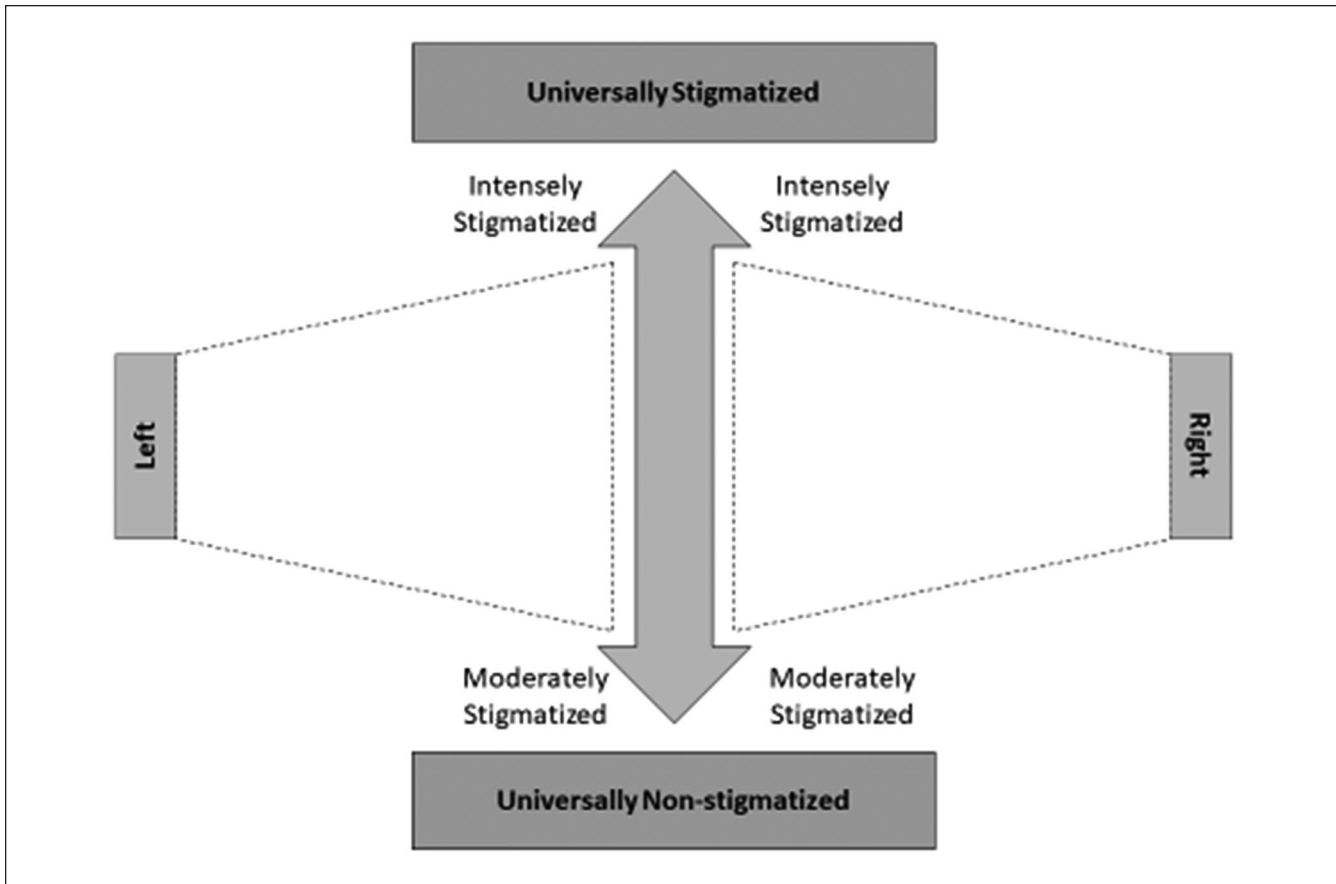 Universally Stigmatized
Intensely
Stigmatized
Intensely
Stigmatized
Left
Right
Moderately
Stigmatized
Moderately
Stigmatized
Universally Non-stigmatized